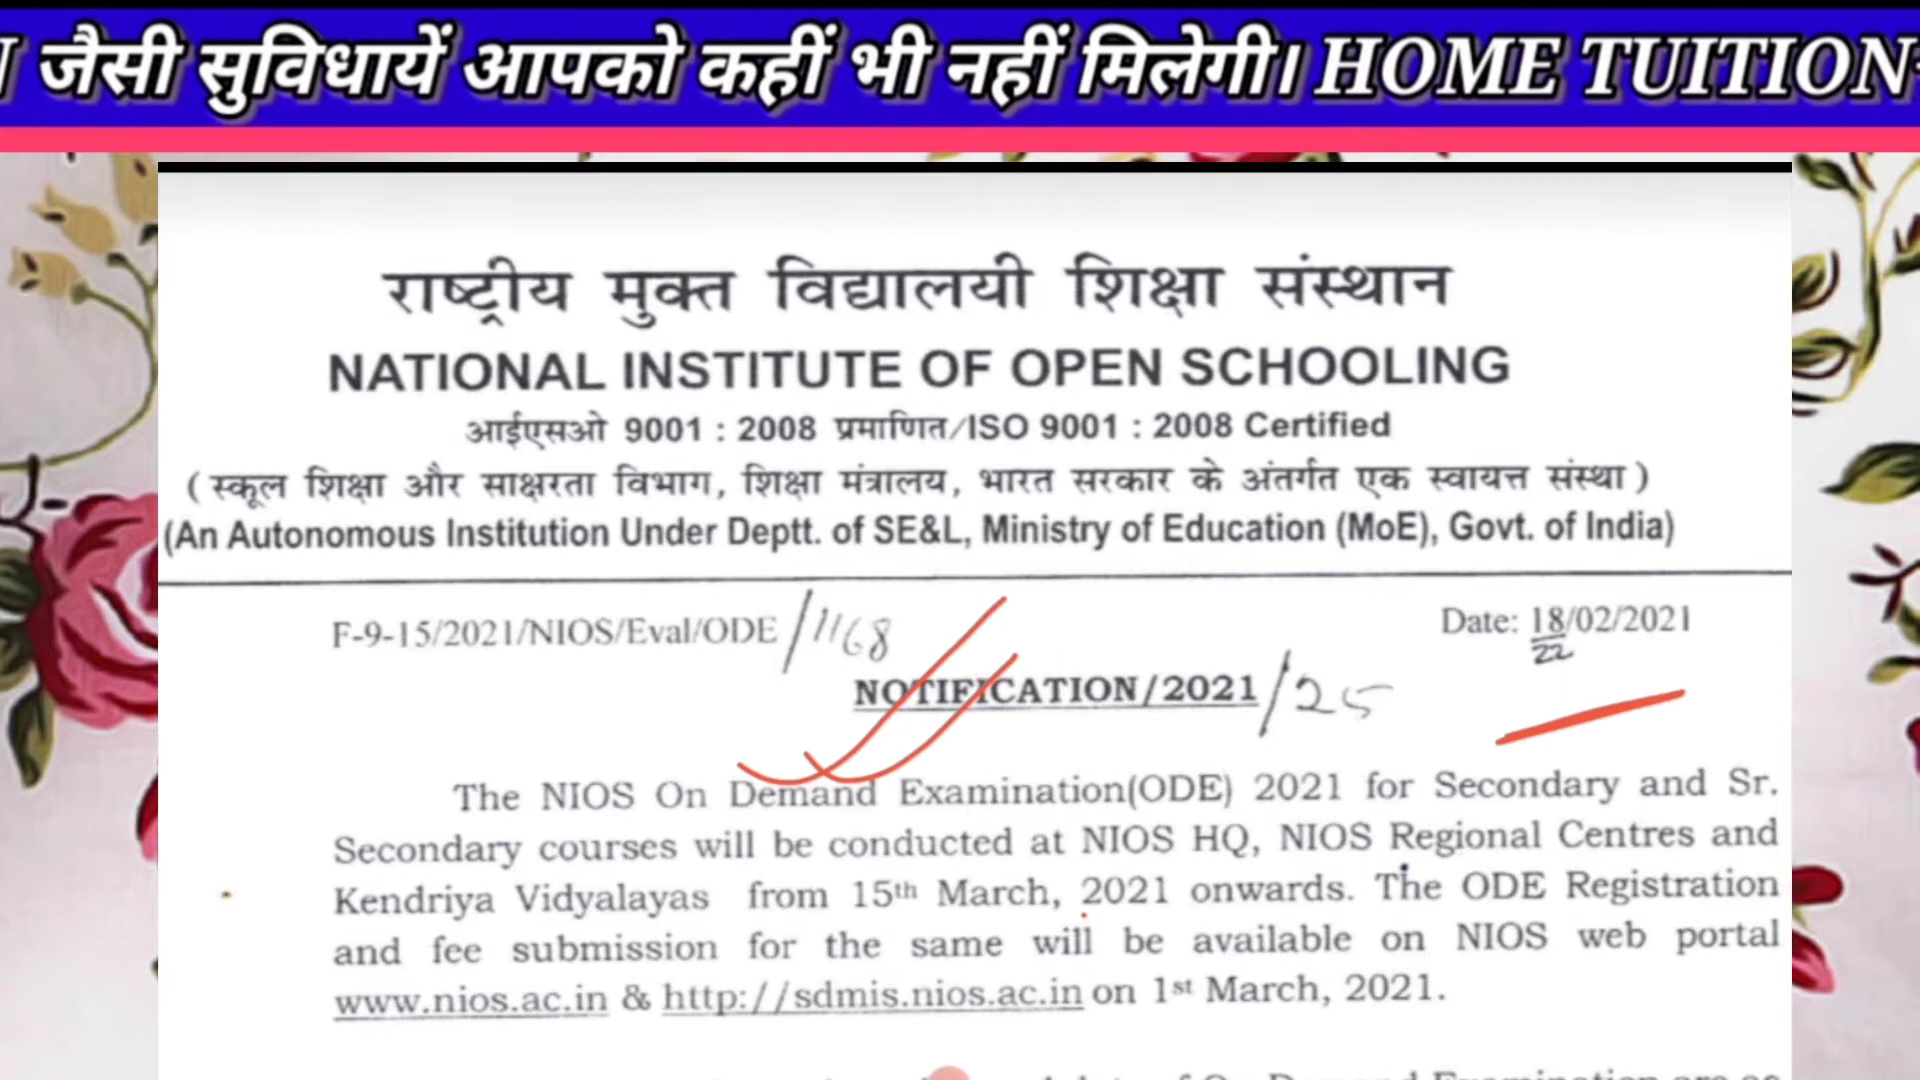 जैसी सुविधायें आपको कहीं भी नहीं मिलेगी। HOME TUITION
राष्ट्रीय मुक्त विद्यालयी शिक्षा संस्थान
NATIONAL INSTITUTE OF OPEN SCHOOLING
आईएसओ 9001 : 2008 प्रमाणित/ISO 9001 : 2008 Certified
(स्कूल शिक्षा और साक्षरता विभाग, शिक्षा मंत्रालय, भारत सरकार के अंतर्गत एक स्वायत्त संस्था)
(An Autonomous Institution Under Deptt. of SE&L, Ministry of Education (MoE), Govt. of India)
F-9-15/2021/NIOS/Eval/ODE /1168 Date: 18/02/2021
22
NOTIFICATION/2021 /25
The NIOS On Demand Examination(ODE) 2021 for Secondary and Sr.
Secondary courses will be conducted at NIOS HQ, NIOS Regional Centres and
Kendriya Vidyalayas from 15th March, 2021 onwards. The ODE Registration
and fee submission for the same will be available on NIOS web portal
www.nios.ac.in & http://sdmis.nios.ac.in on 1st March, 2021.